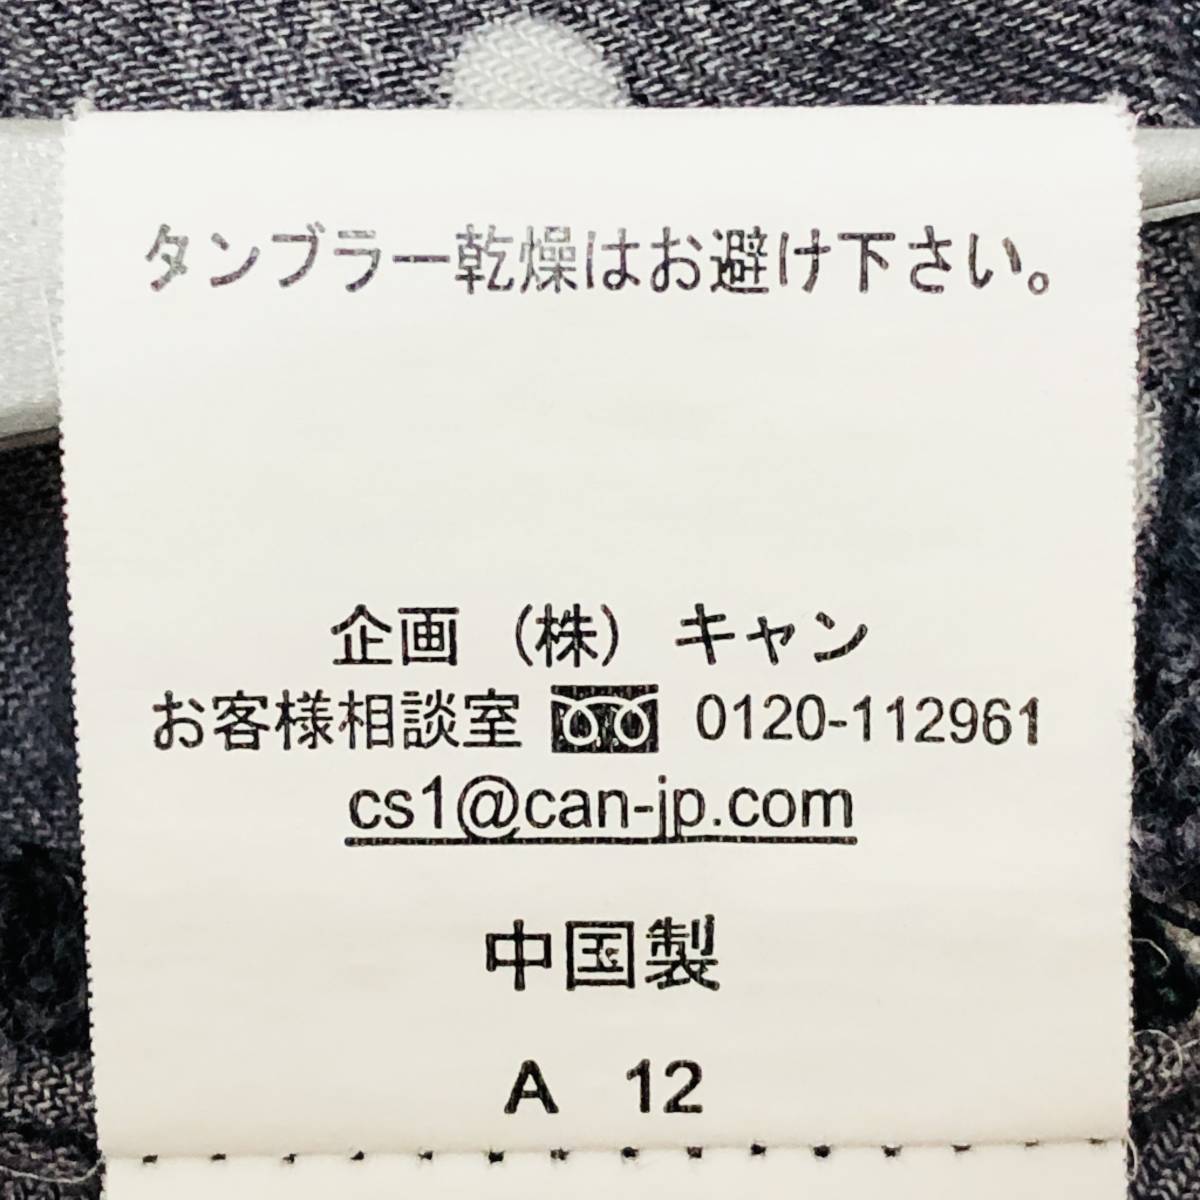 タンブラー乾燥はお避け下さい。
企画（株）キャン
お客様相談室 0120-112961
cs1@can-jp.com
中国製
A 12